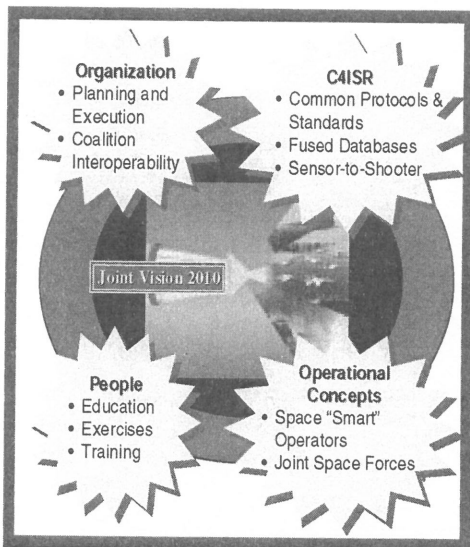 Organization
• Planning and
Execution
• Coalition
Interoperability
C4ISR
• Common Protocols &
Standards
• Fused Databases
• Sensor-to-Shooter
Joint Vision 2010
People
• Education
• Exercises
• Training
Operational
Concepts
• Space “Smart”
Operators
• Joint Space Forces